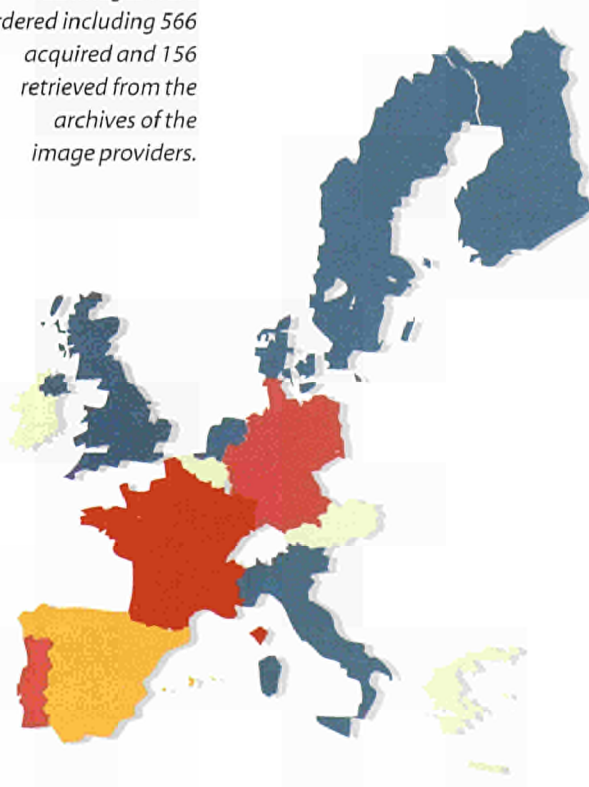 dered including 566
acquired and 156
retrieved from the
archives of the
image providers.